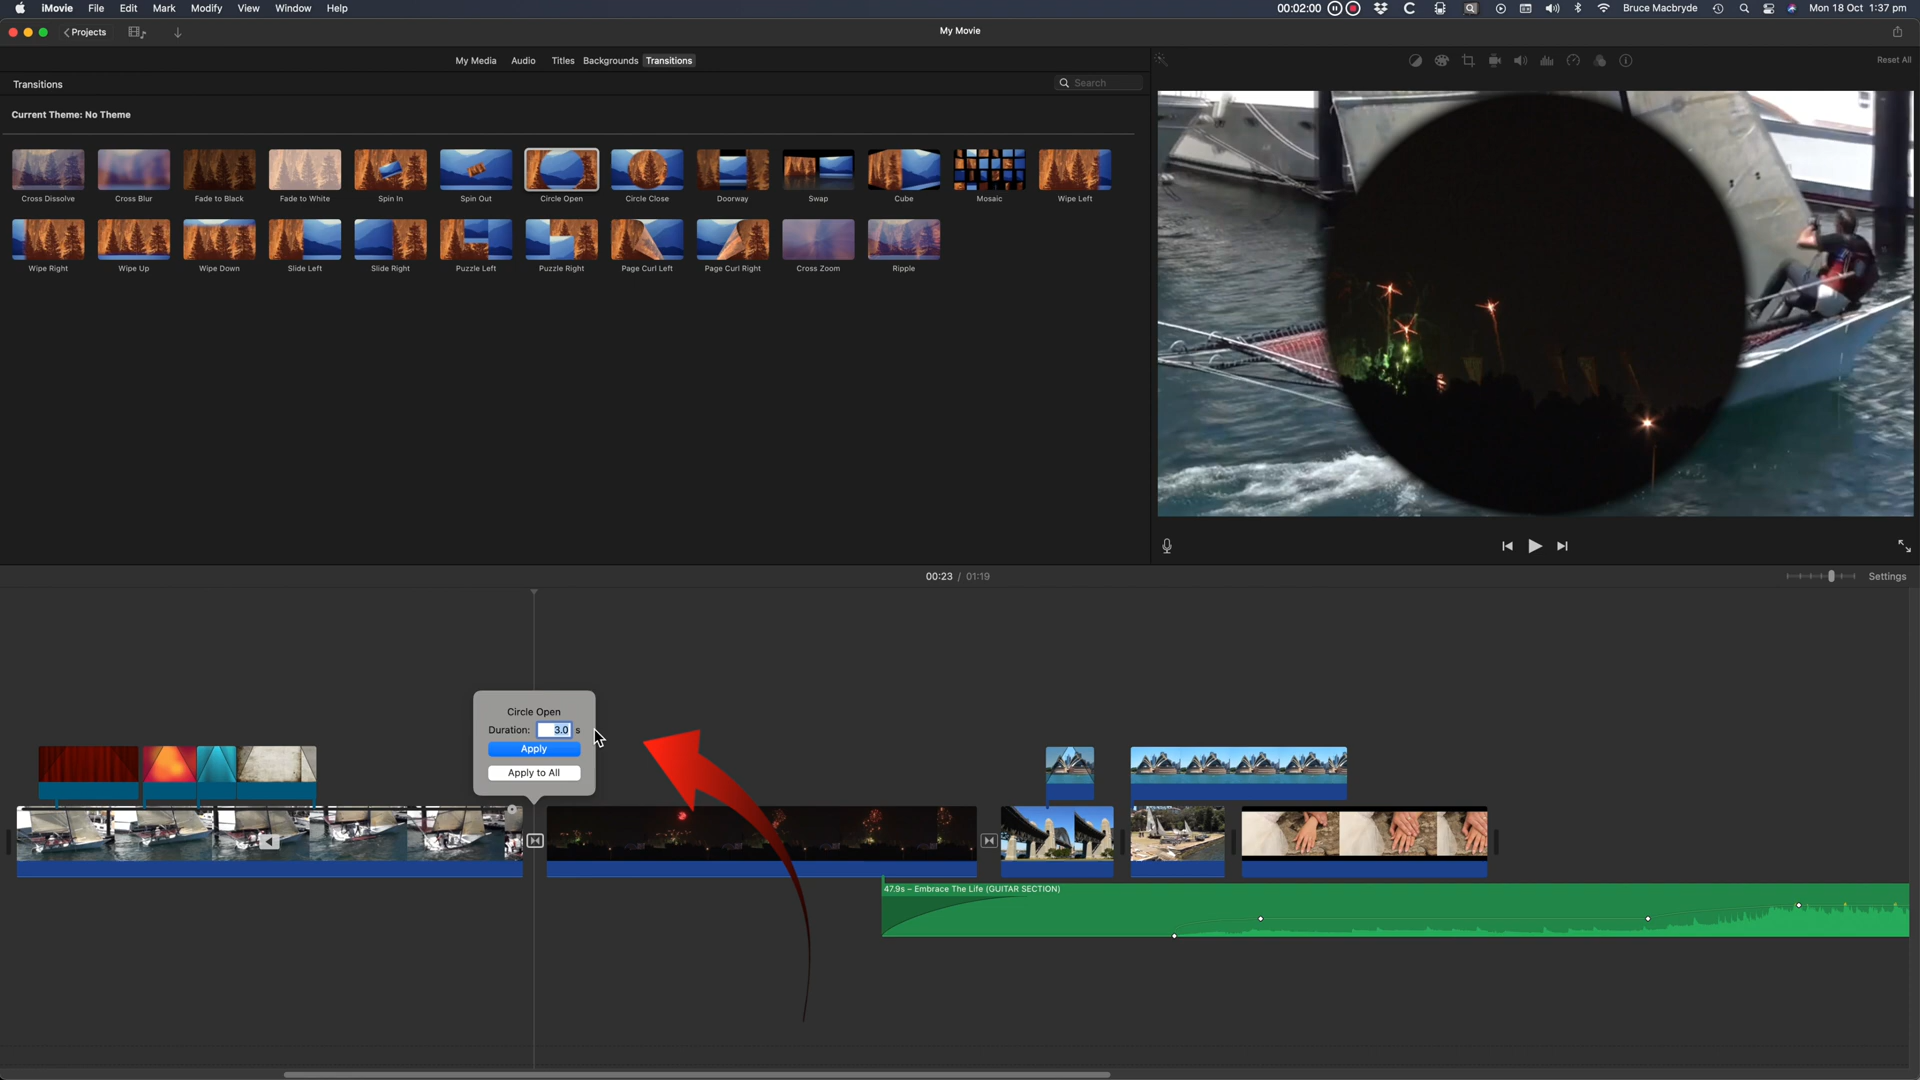 iMovie File Edit Mark Modify View Window Help 00:02:00 Bruce Macbryde Mon 18 Oct 1:37 pm
Projects My Movie
My Media Audio Titles Backgrounds Transitions Reset All
Transitions Search
Current Theme: No Theme
Cross Dissolve Cross Blur Fade to Black Fade to White Spin In Spin Out Circle Open Circle Close Doorway Swap Cube Mosaic Wipe Left
Wipe Right Wipe Up Wipe Down Slide Left Slide Right Puzzle Left Puzzle Right Page Curl Left Page Curl Right Cross Zoom Ripple
00:23 / 01:19 Settings
Circle Open
Duration: 3.0 s
Apply
Apply to All
47.9s – Embrace The Life (GUITAR SECTION)